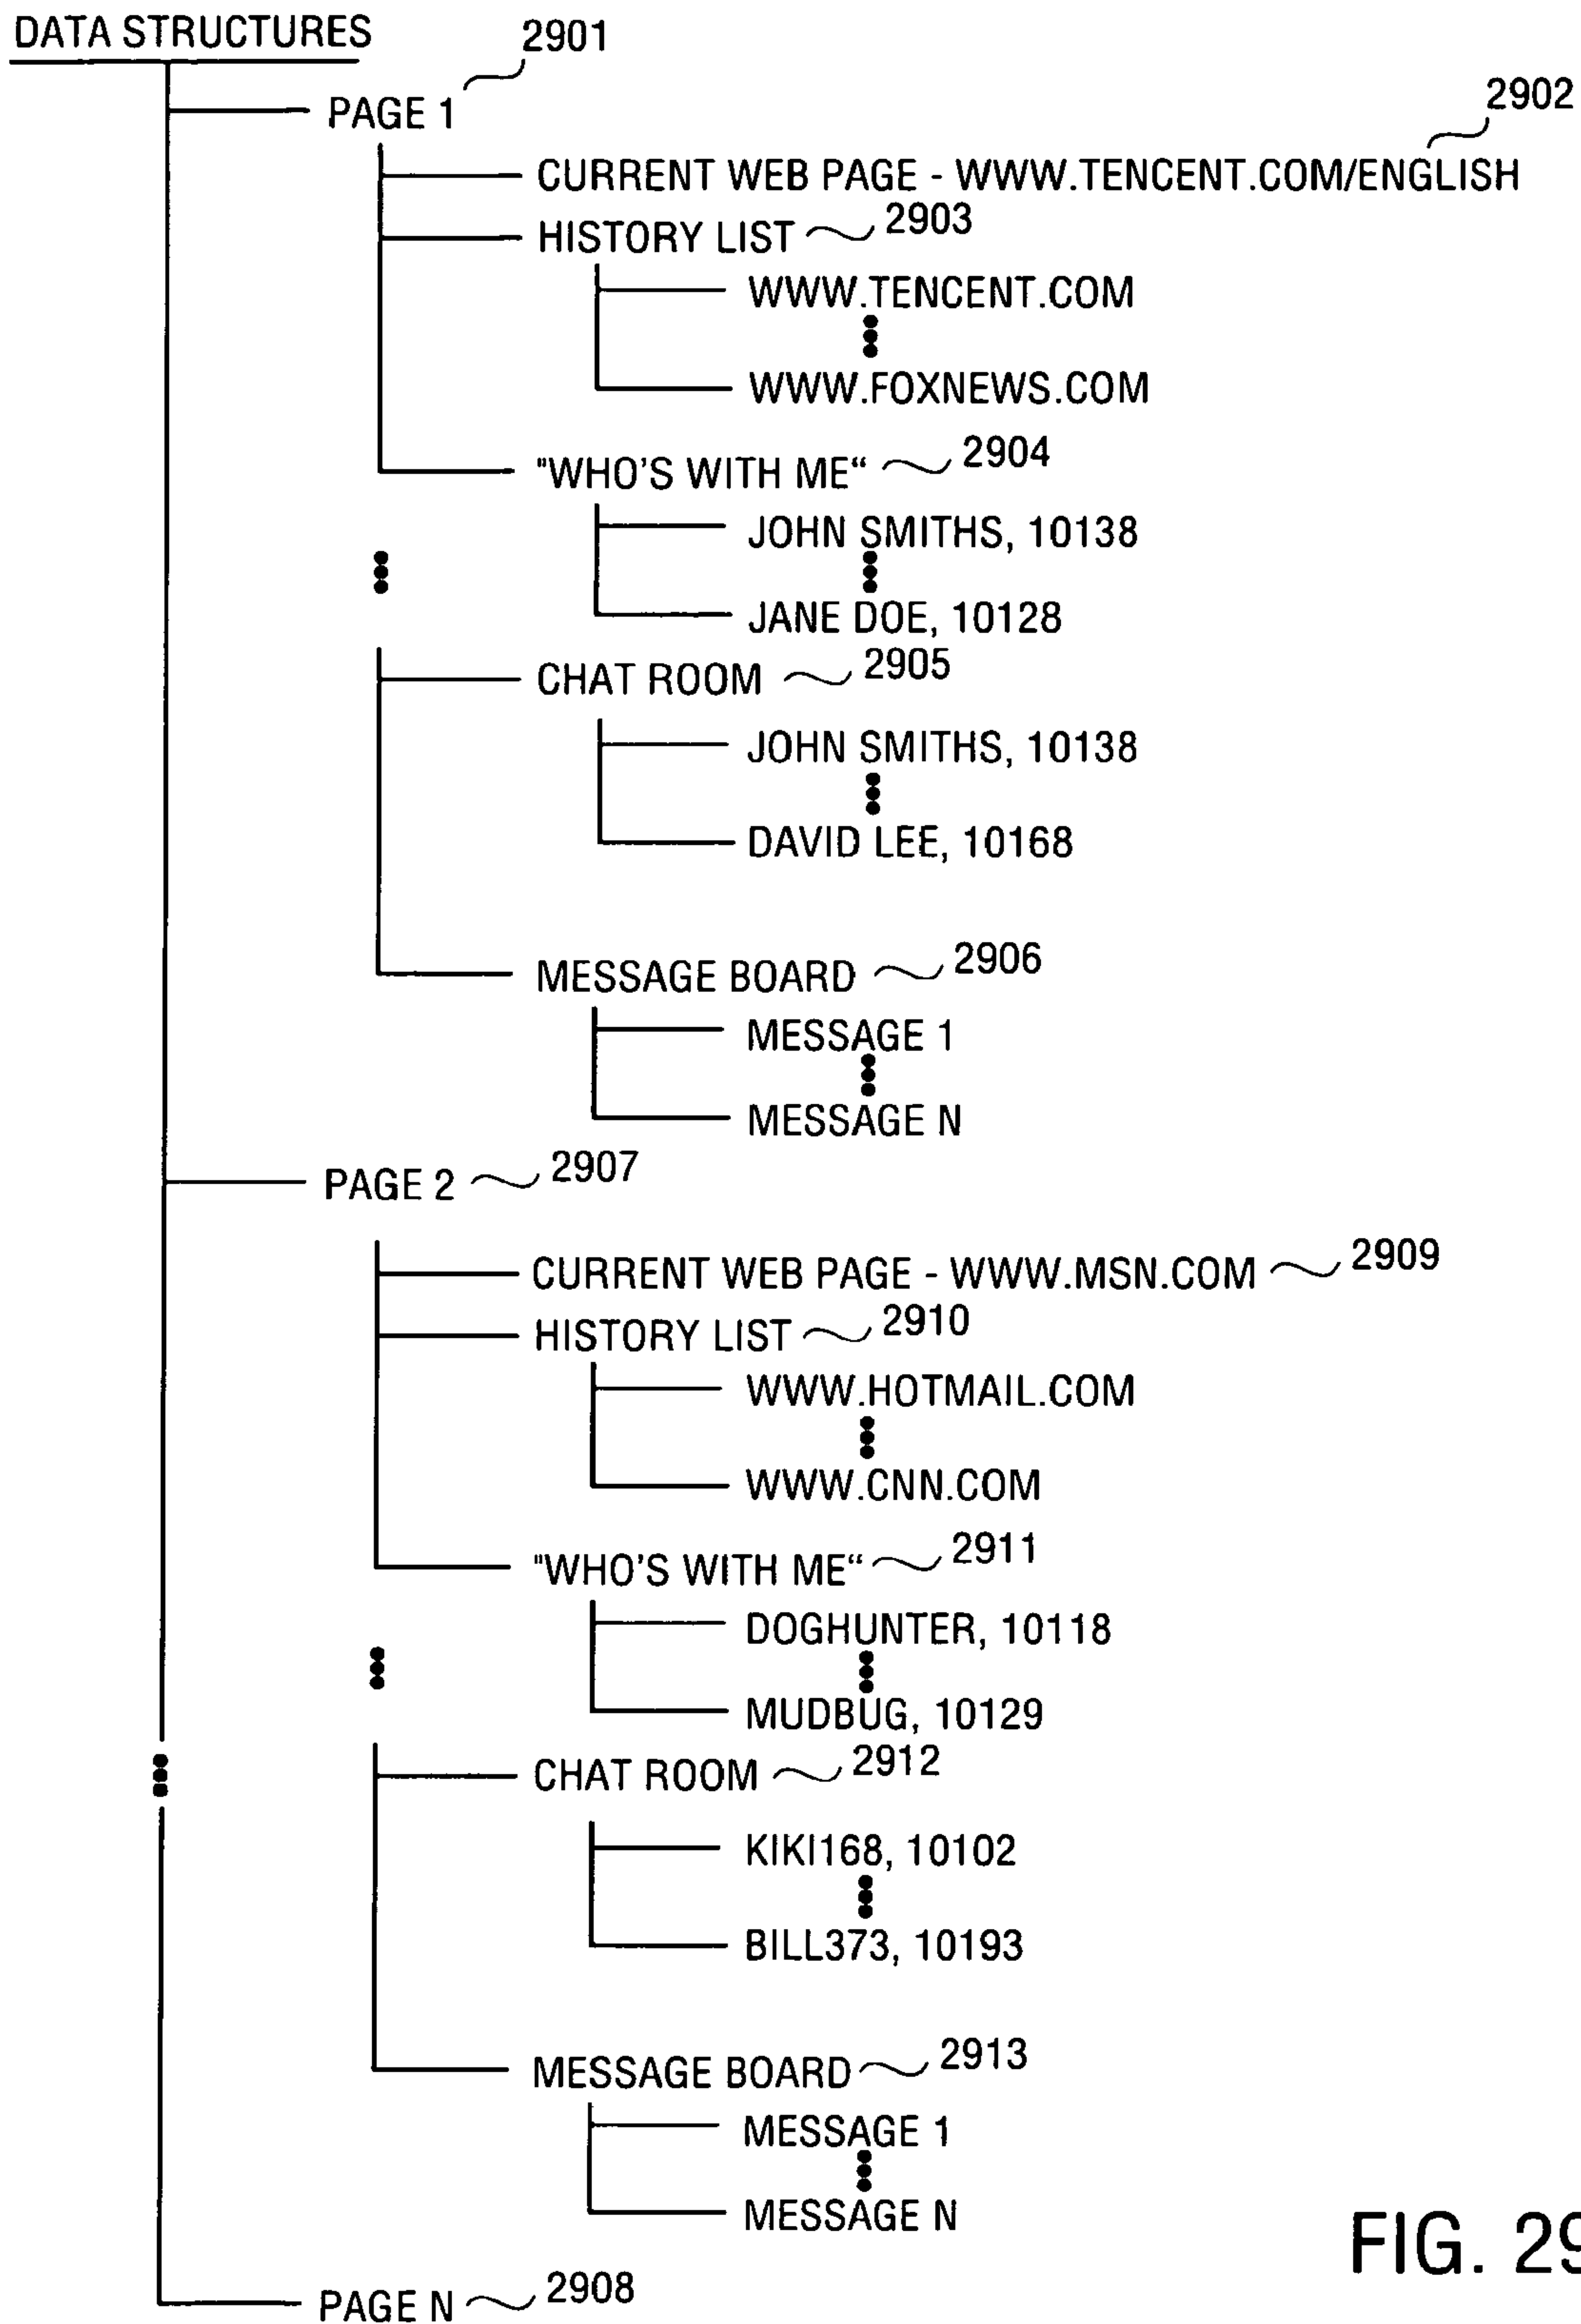 DATA STRUCTURES
2901
PAGE 1
2902
CURRENT WEB PAGE - WWW.TENCENT.COM/ENGLISH
HISTORY LIST 2903
WWW.TENCENT.COM
WWW.FOXNEWS.COM
"WHO'S WITH ME“ 2904
JOHN SMITHS, 10138
JANE DOE, 10128
CHAT ROOM 2905
JOHN SMITHS, 10138
DAVID LEE, 10168
MESSAGE BOARD 2906
MESSAGE 1
MESSAGE N
PAGE 2 2907
CURRENT WEB PAGE - WWW.MSN.COM 2909
HISTORY LIST 2910
WWW.HOTMAIL.COM
WWW.CNN.COM
"WHO'S WITH ME“ 2911
DOGHUNTER, 10118
MUDBUG, 10129
CHAT ROOM 2912
KIKI168, 10102
BILL373, 10193
MESSAGE BOARD 2913
MESSAGE 1
MESSAGE N
FIG. 29
PAGE N 2908